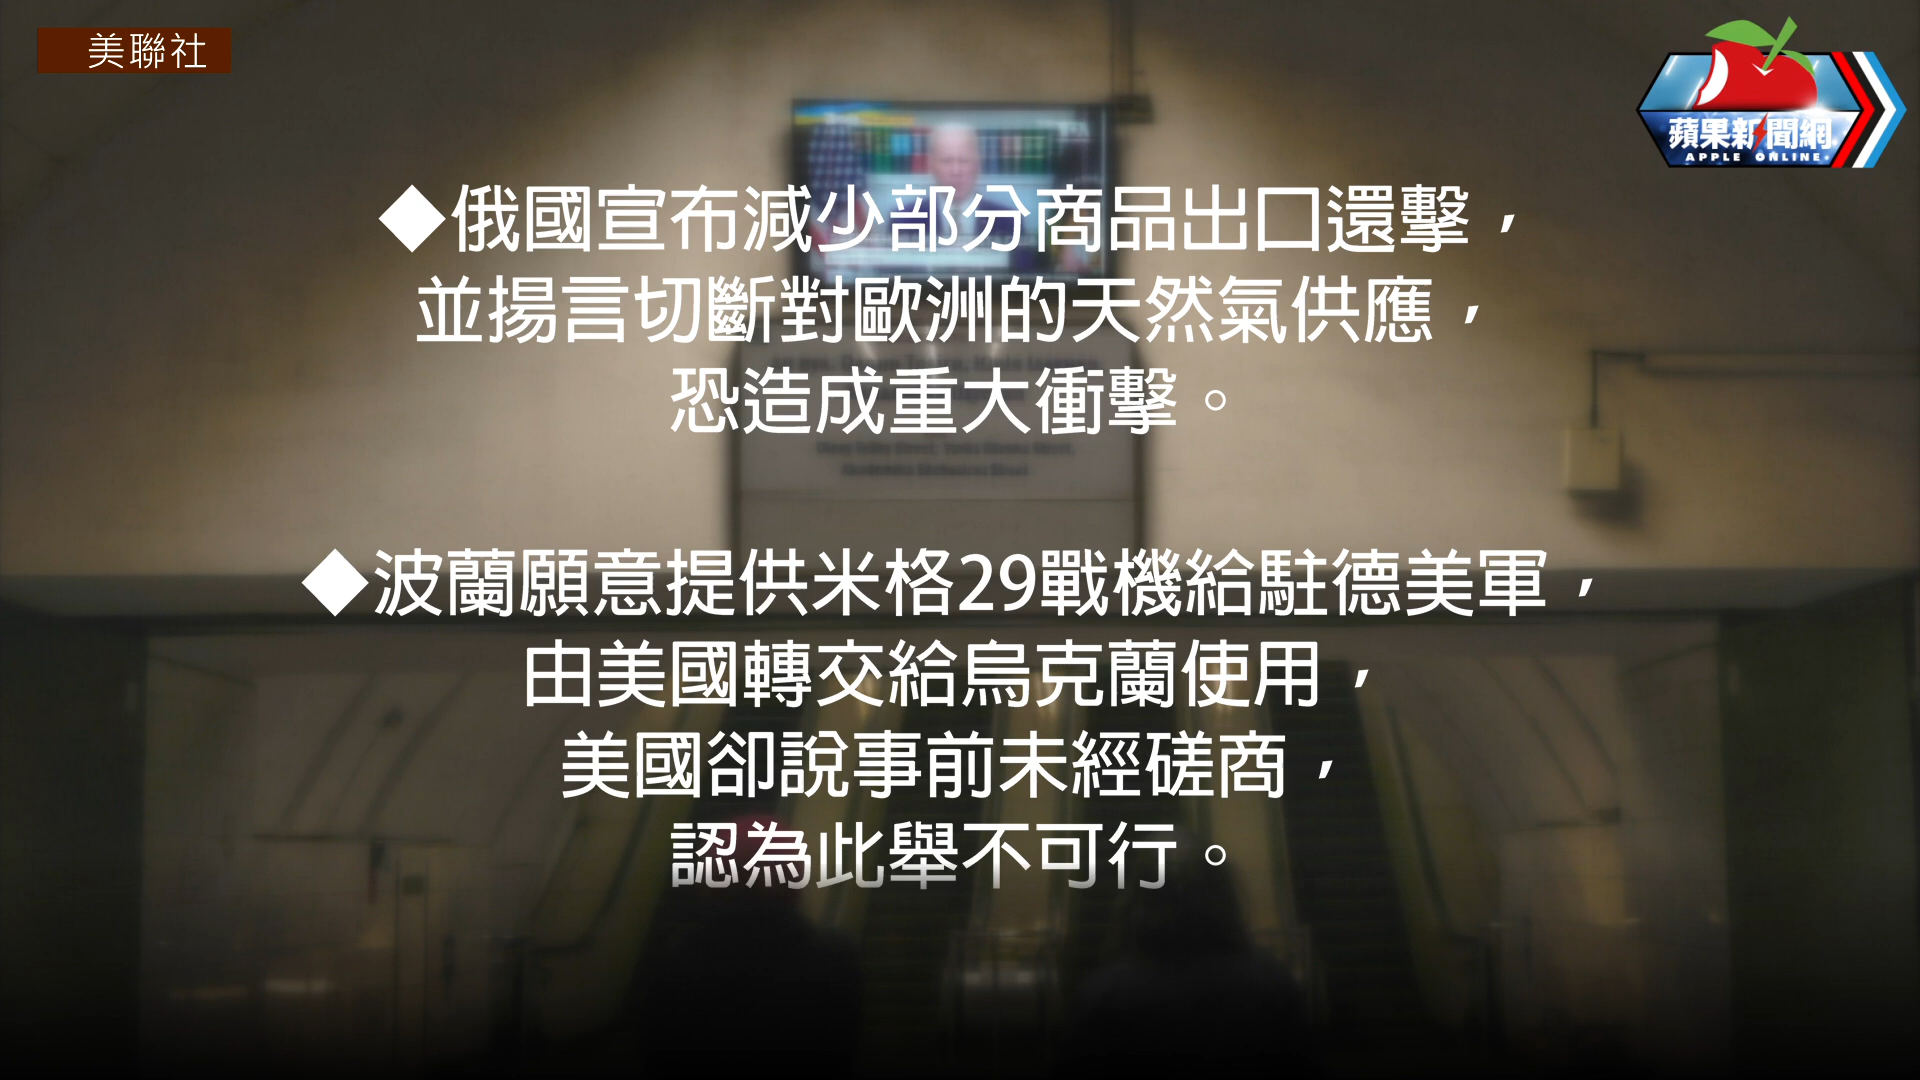 美聯社
蘋果新聞網
APPLE ONLINE
◆俄國宣布減少部分商品出口還擊，
並揚言切斷對歐洲的天然氣供應，
恐造成重大衝擊。
◆波蘭願意提供米格29戰機給駐德美軍，
由美國轉交給烏克蘭使用，
美國卻說事前未經磋商，
認為此舉不可行。